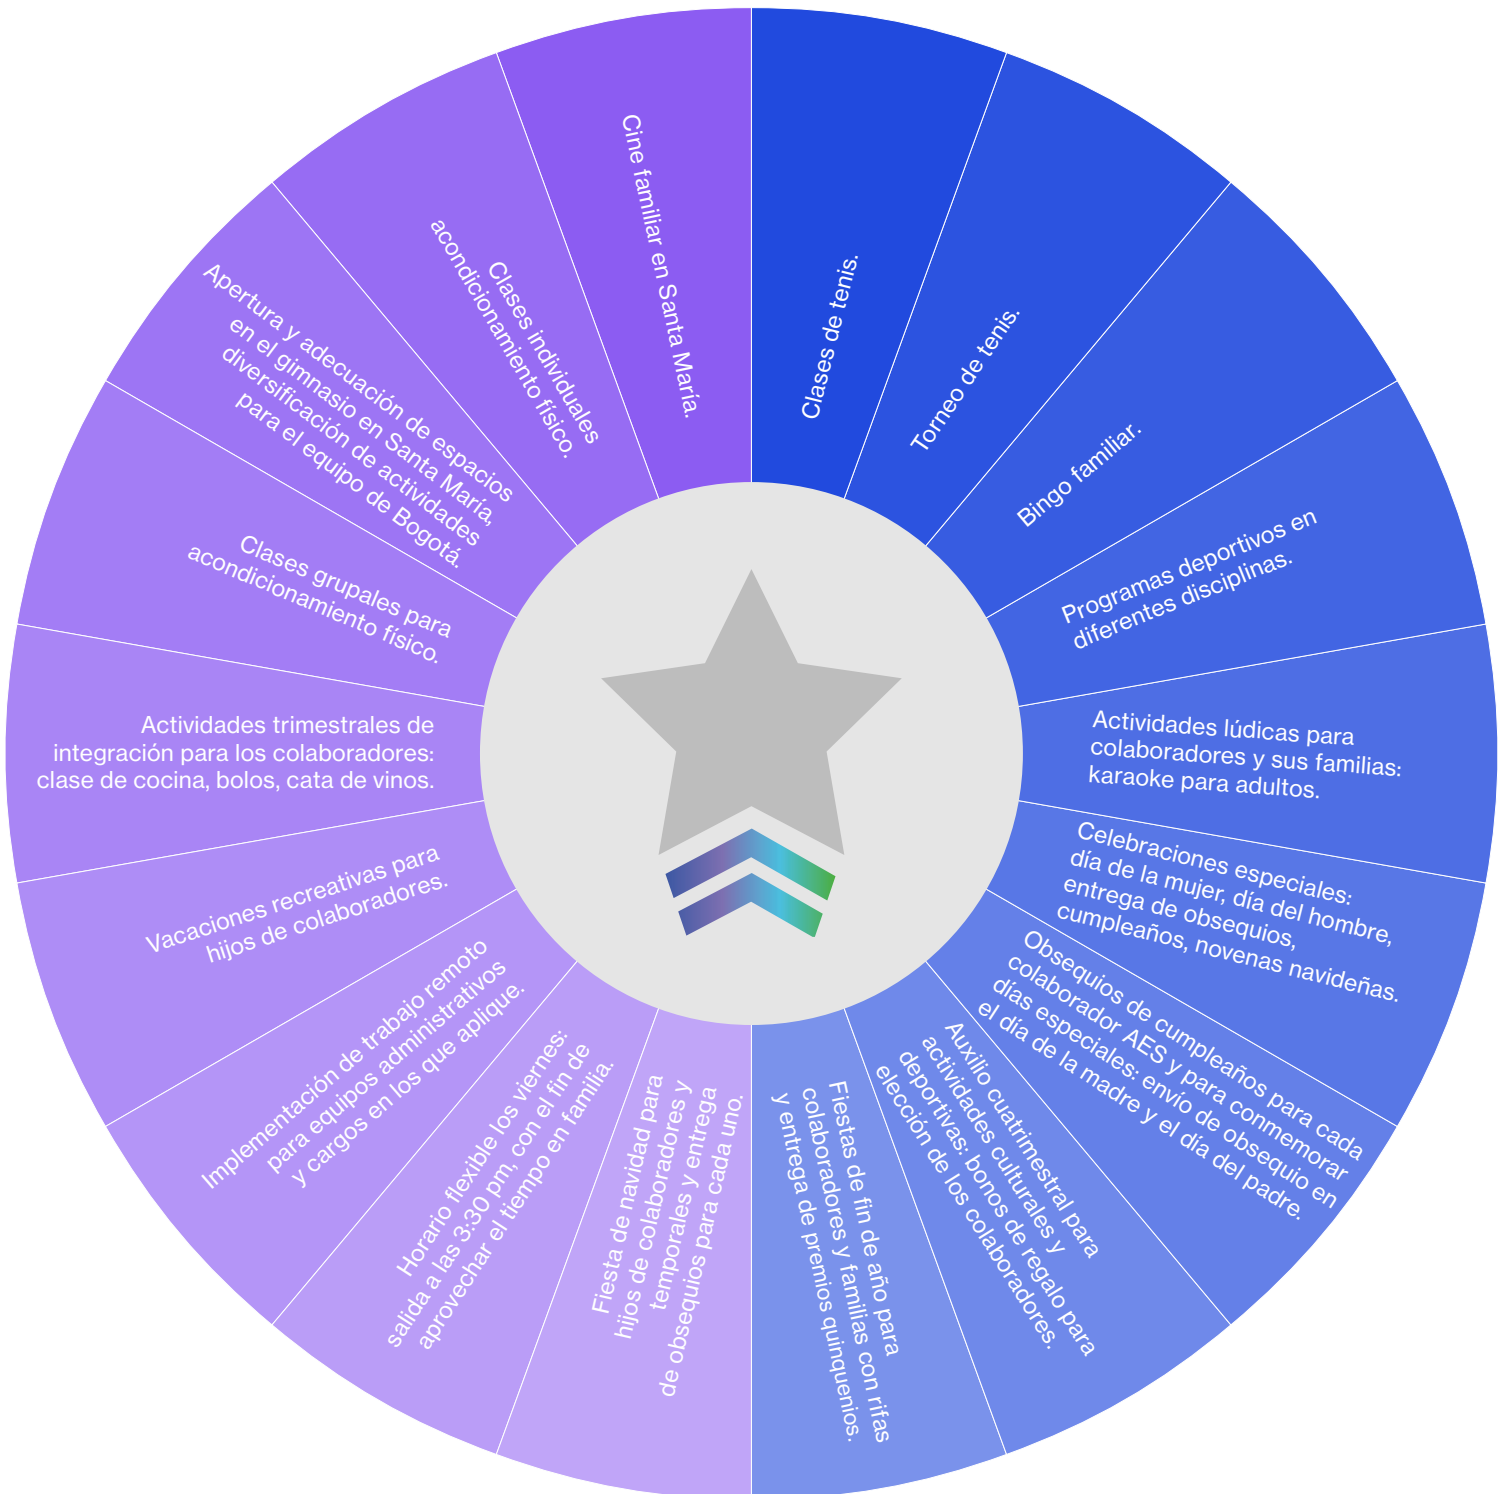 Clases de tenis.
Torneo de tenis.
Bingo familiar.
Programas deportivos en
diferentes disciplinas.
Actividades lúdicas para
colaboradores y sus familias:
karaoke para adultos.
Celebraciones especiales:
día de la mujer, día del hombre,
entrega de obsequios,
cumpleaños, novenas navideñas.
Obsequios de cumpleaños para cada
colaborador AES y para conmemorar
días especiales: envío de obsequio en
el día de la madre y el día del padre.
Auxilio cuatrimestral para
actividades culturales y
deportivas: bonos de regalo para
elección de los colaboradores.
Fiestas de fin de año para
colaboradores y familias con rifas
y entrega de premios quinquenios.
Fiesta de navidad para
hijos de colaboradores y
temporales y entrega
de obsequios para cada uno.
Horario flexible los viernes:
salida a las 3:30 pm, con el fin de
aprovechar el tiempo en familia.
Implementación de trabajo remoto
para equipos administrativos
y cargos en los que aplique.
Vacaciones recreativas para
hijos de colaboradores.
Actividades trimestrales de
integración para los colaboradores:
clase de cocina, bolos, cata de vinos.
Clases grupales para
acondicionamiento físico.
Apertura y adecuación de espacios
en el gimnasio en Santa María,
diversificación de actividades
para el equipo de Bogotá.
Clases individuales
acondicionamiento físico.
Cine familiar en Santa María.